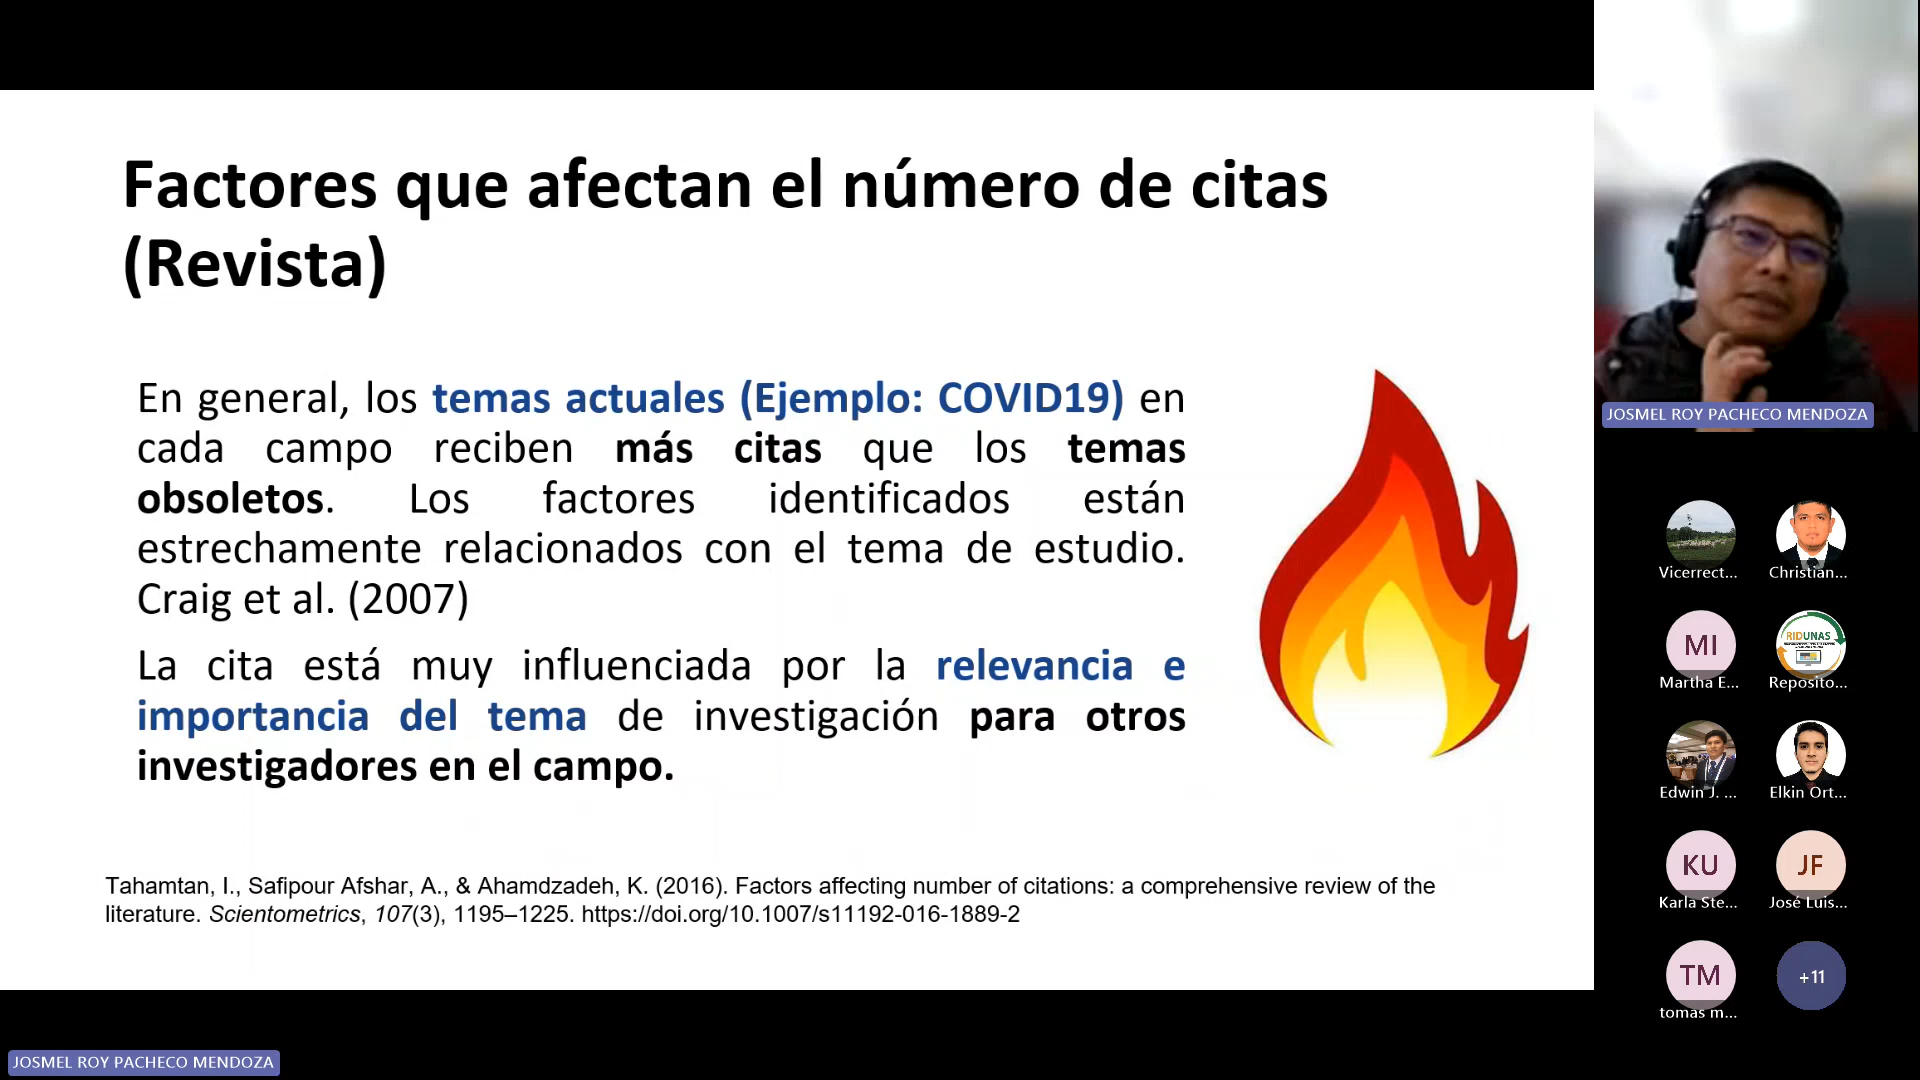 Factores que afectan el número de citas
(Revista)
En general, los temas actuales (Ejemplo: COVID19) en
cada campo reciben más citas que los temas
obsoletos. Los factores identificados están
estrechamente relacionados con el tema de estudio.
Craig et al. (2007)
La cita está muy influenciada por la relevancia e
importancia del tema de investigación para otros
investigadores en el campo.
Tahamtan, I., Safipour Afshar, A., & Ahamdzadeh, K. (2016). Factors affecting number of citations: a comprehensive review of the
literature. Scientometrics, 107(3), 1195–1225. https://doi.org/10.1007/s11192-016-1889-2
JOSMEL ROY PACHECO MENDOZA
JOSMEL ROY PACHECO MENDOZA
Vicerrect...
Christian...
MI
Martha E...
RIDUNAS
Reposito...
Edwin J. ...
Elkin Ort...
KU
Karla Ste...
JF
José Luis...
TM
tomas m...
+11